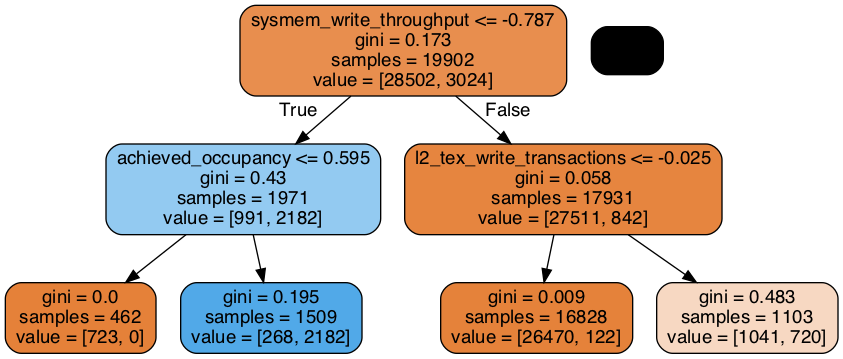 sysmem_write_throughput <= -0.787
gini = 0.173
samples = 19902
value = [28502, 3024]
True
False
achieved_occupancy <= 0.595
gini = 0.43
samples = 1971
value = [991, 2182]
l2_tex_write_transactions <= -0.025
gini = 0.058
samples = 17931
value = [27511, 842]
gini = 0.0
samples = 462
value = [723, 0]
gini = 0.195
samples = 1509
value = [268, 2182]
gini = 0.009
samples = 16828
value = [26470, 122]
gini = 0.483
samples = 1103
value = [1041, 720]